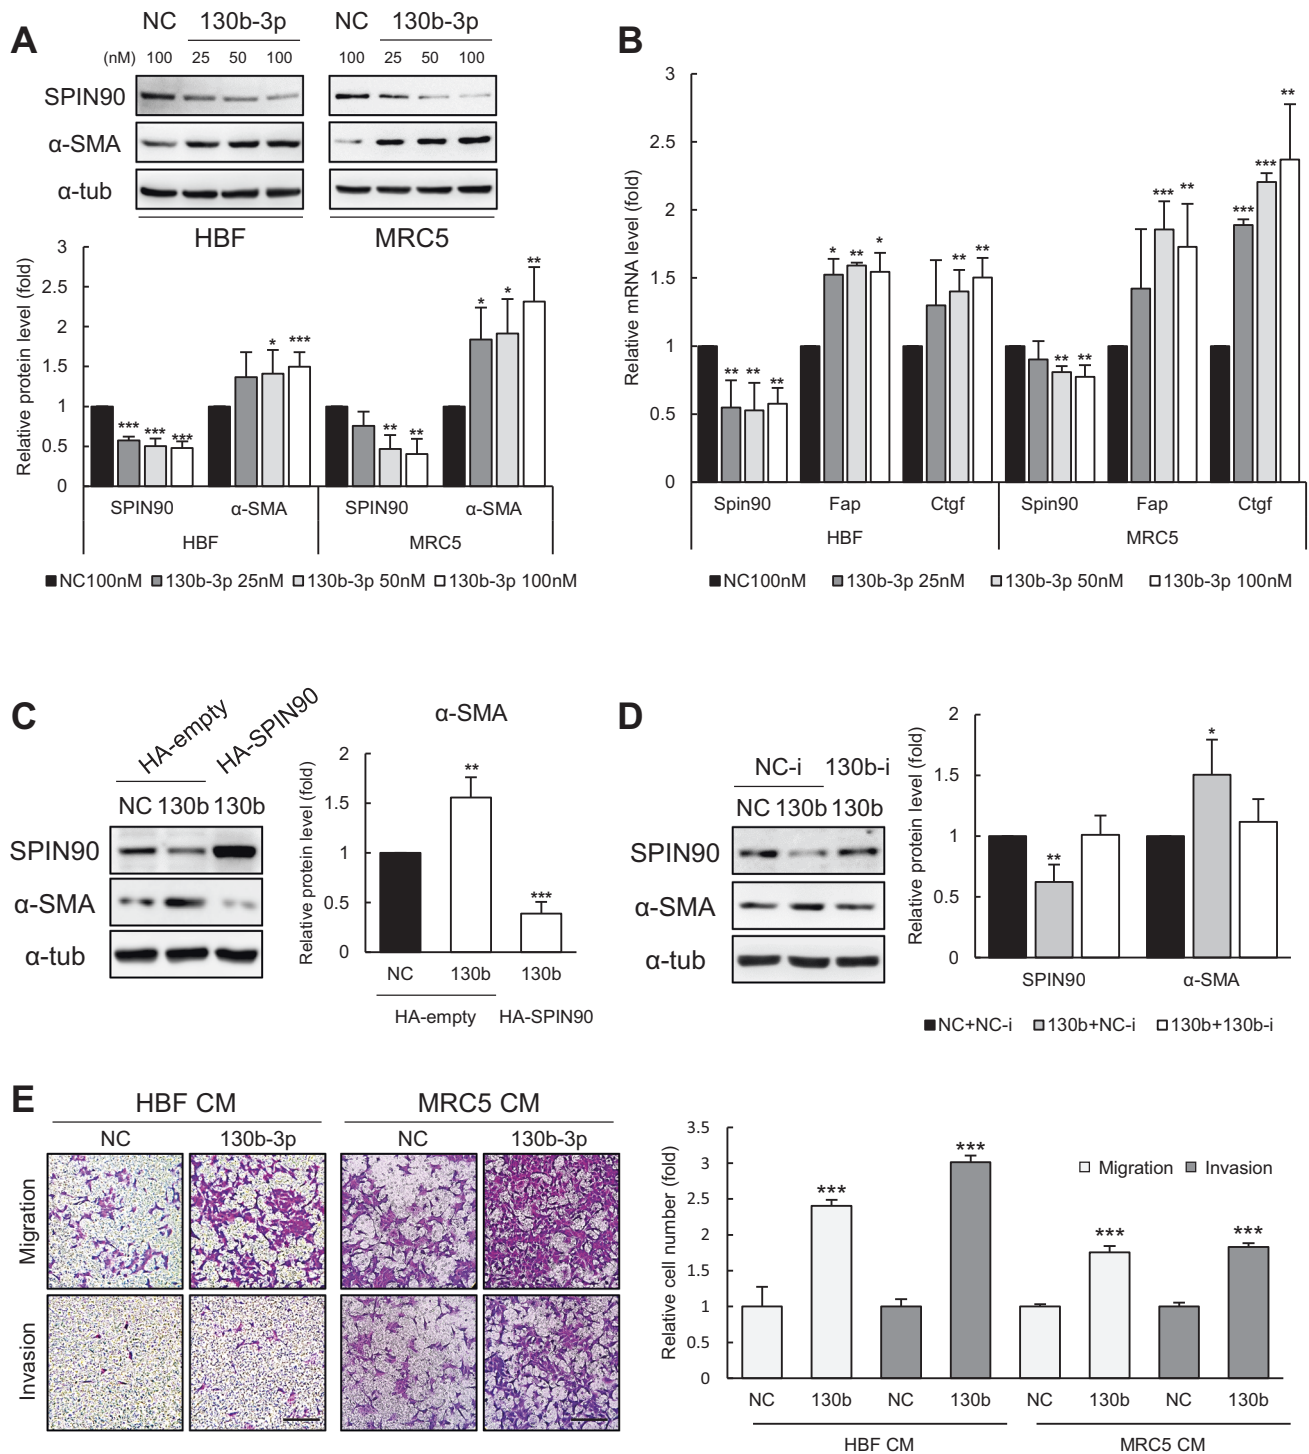 A
NC 130b-3p NC 130b-3p
(nM) 100 25 50 100 100 25 50 100
SPIN90
α-SMA
α-tub
HBF MRC5
Relative protein level (fold)
3
2.5
2
1.5
1
0.5
0
*** *** *** * *** ** ** * * **
SPIN90 α-SMA SPIN90 α-SMA
HBF MRC5
NC100nM 130b-3p 25nM 130b-3p 50nM 130b-3p 100nM
B
Relative mRNA level (fold)
3
2.5
2
1.5
1
0.5
0
** ** ** * ** * ** ** ** ** *** ** *** *** **
Spin90 Fap Ctgf Spin90 Fap Ctgf
HBF MRC5
NC100nM 130b-3p 25nM 130b-3p 50nM 130b-3p 100nM
C
HA-empty HA-SPIN90
NC 130b 130b
SPIN90
α-SMA
α-tub
α-SMA
Relative protein level (fold)
2
1.5
1
0.5
0
** ***
NC 130b 130b
HA-empty HA-SPIN90
D
NC-i 130b-i
NC 130b 130b
SPIN90
α-SMA
α-tub
Relative protein level (fold)
2
1.5
1
0.5
0
** *
SPIN90 α-SMA
NC+NC-i 130b+NC-i 130b+130b-i
E
HBF CM MRC5 CM
NC 130b-3p NC 130b-3p
Migration
Invasion
Relative cell number (fold)
3.5
3
2.5
2
1.5
1
0.5
0
*** *** *** ***
Migration Invasion
NC 130b NC 130b NC 130b NC 130b
HBF CM MRC5 CM